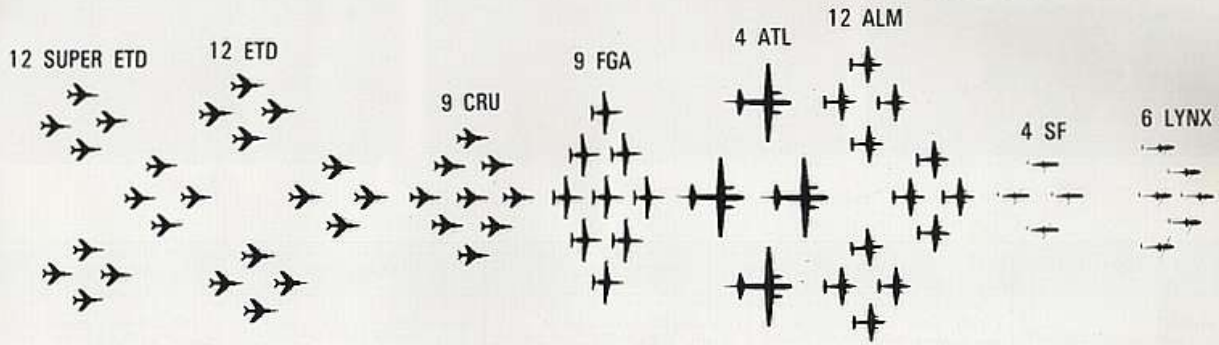 12 SUPER ETD
12 ETD
9 CRU
9 FGA
4 ATL
12 ALM
4 SF
6 LYNX